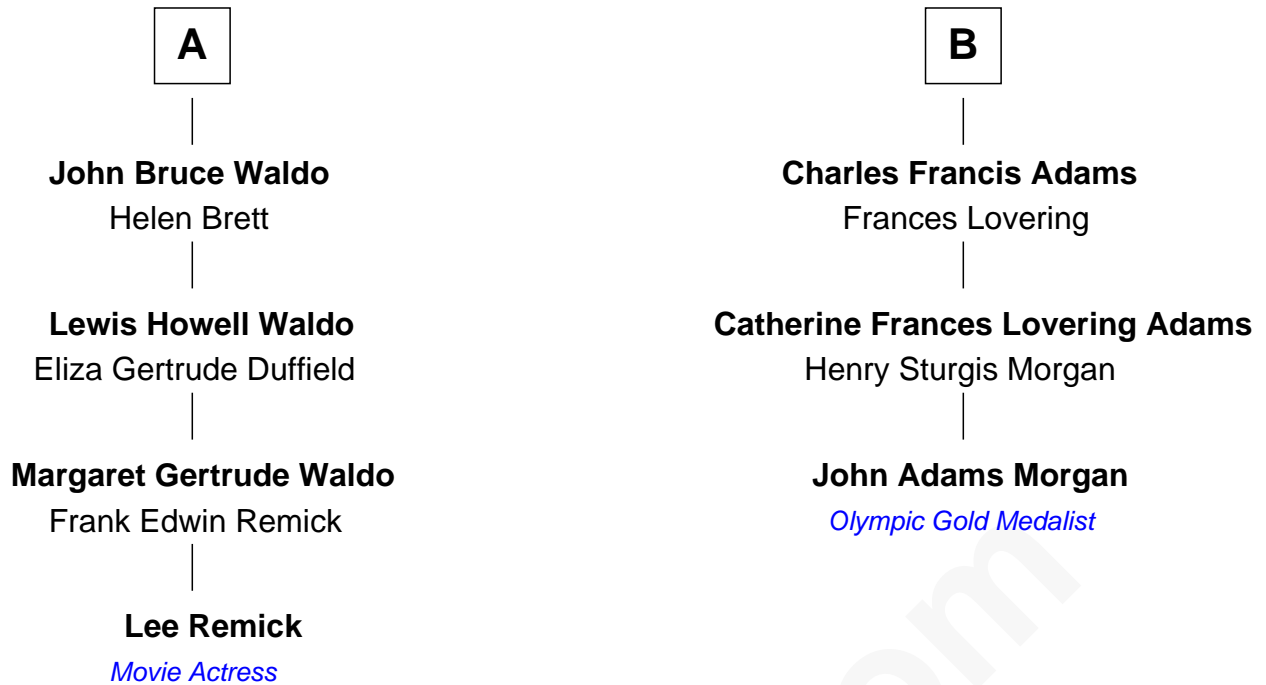 A
John Bruce Waldo
Helen Brett
Lewis Howell Waldo
Eliza Gertrude Duffield
Margaret Gertrude Waldo
Frank Edwin Remick
Lee Remick
Movie Actress
B
Charles Francis Adams
Frances Lovering
Catherine Frances Lovering Adams
Henry Sturgis Morgan
John Adams Morgan
Olympic Gold Medalist